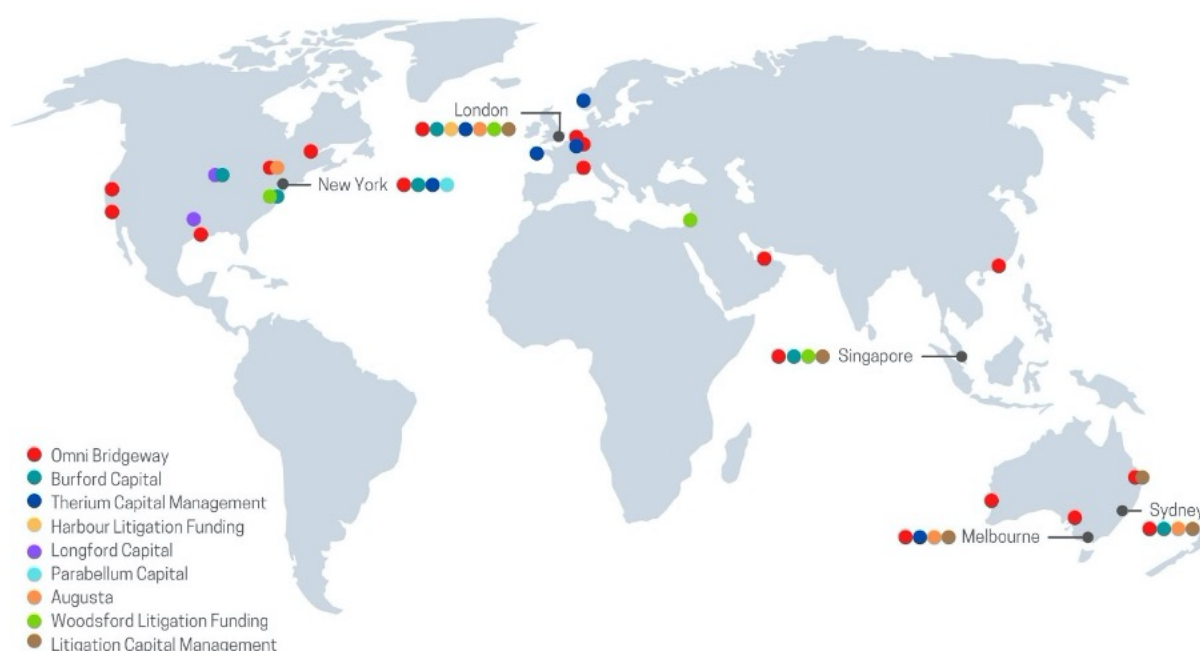 London
New York
Singapore
Sydney
Melbourne
Omni Bridgeway
Burford Capital
Therium Capital Management
Harbour Litigation Funding
Longford Capital
Parabellum Capital
Augusta
Woodsford Litigation Funding
Litigation Capital Management